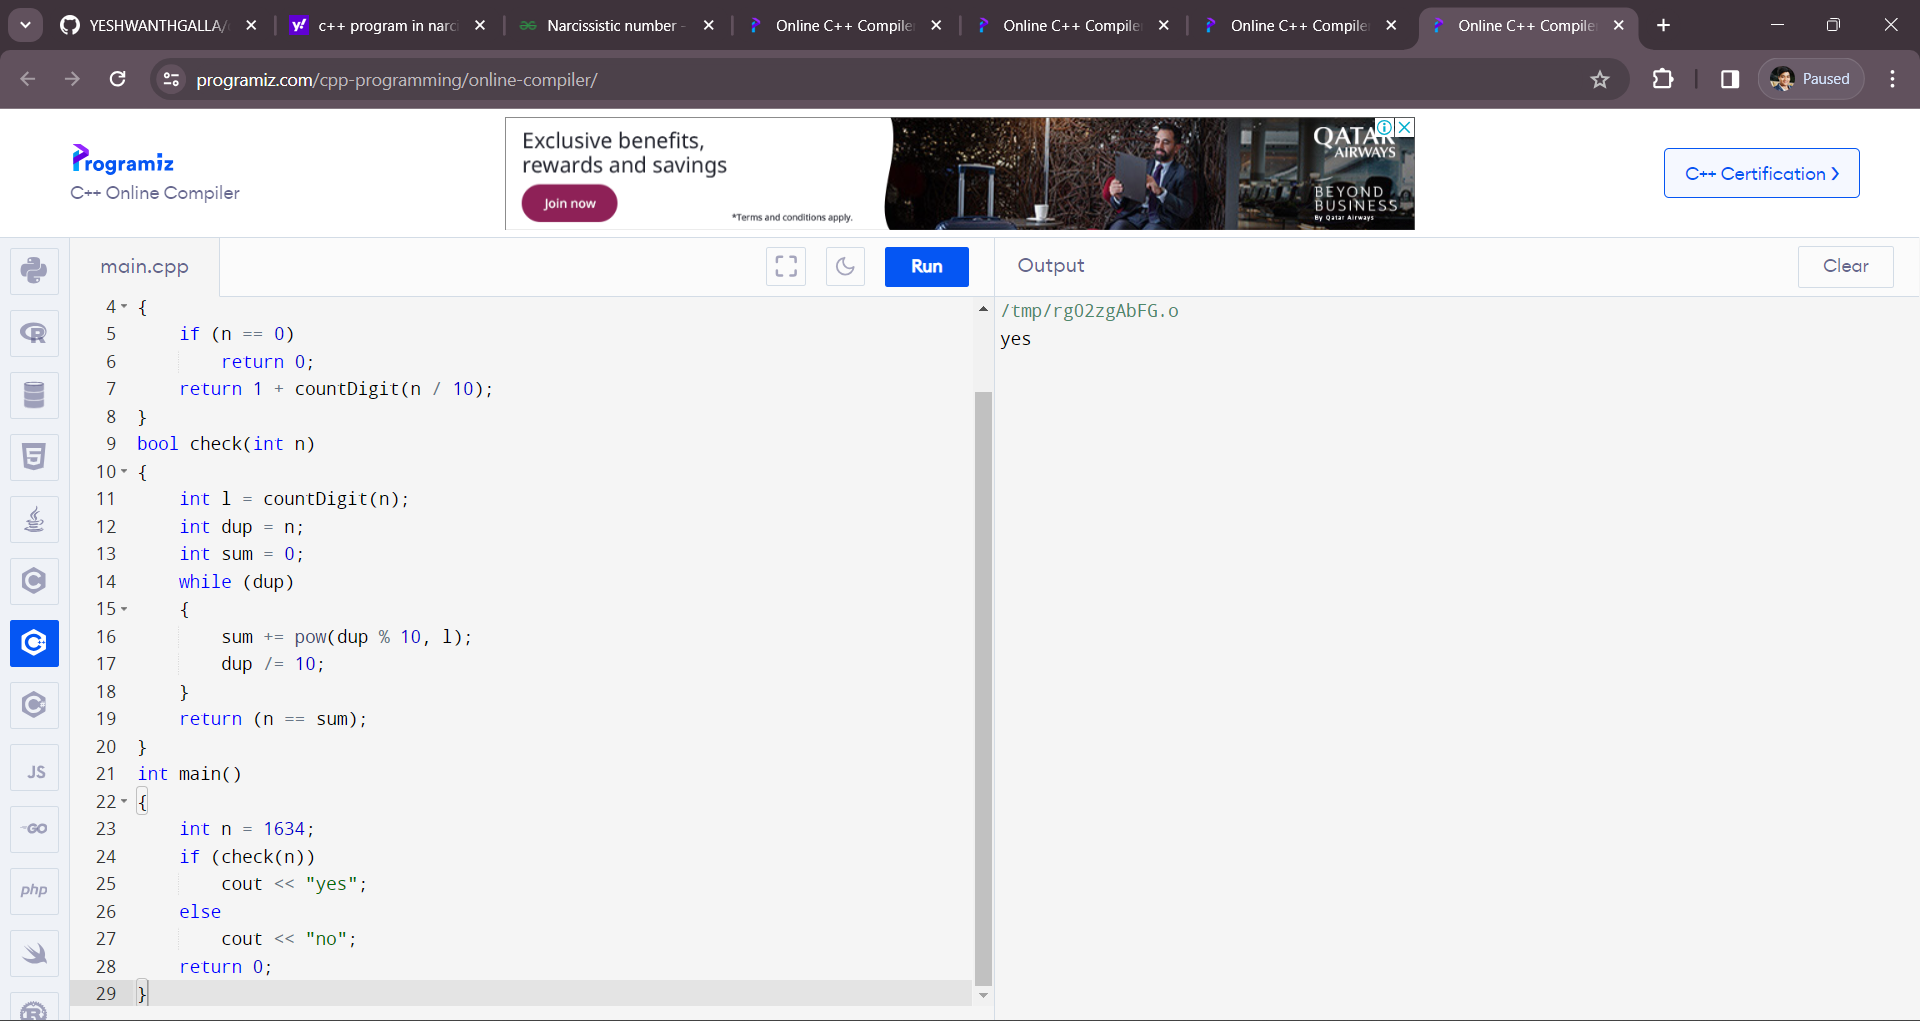 YESHWANTHGALLA/
c++ program in narci
Narcissistic number -
Online C++ Compile
Online C++ Compile
Online C++ Compile
Online C++ Compile
programiz.com/cpp-programming/online-compiler/
Paused
Programiz
C++ Online Compiler
Exclusive benefits,
rewards and savings
Join now
*Terms and conditions apply.
QATAR
AIRWAYS
BEYOND
BUSINESS
By Qatar Airways
C++ Certification >
main.cpp
Run
Output
Clear
4 {
5 if (n == 0)
6 return 0;
7 return 1 + countDigit(n / 10);
8 }
9 bool check(int n)
10 {
11 int l = countDigit(n);
12 int dup = n;
13 int sum = 0;
14 while (dup)
15 {
16 sum += pow(dup % 10, l);
17 dup /= 10;
18 }
19 return (n == sum);
20 }
21 int main()
22 {
23 int n = 1634;
24 if (check(n))
25 cout << "yes";
26 else
27 cout << "no";
28 return 0;
29 }
/tmp/rgO2zgAbFG.o
yes
JS
GO
php